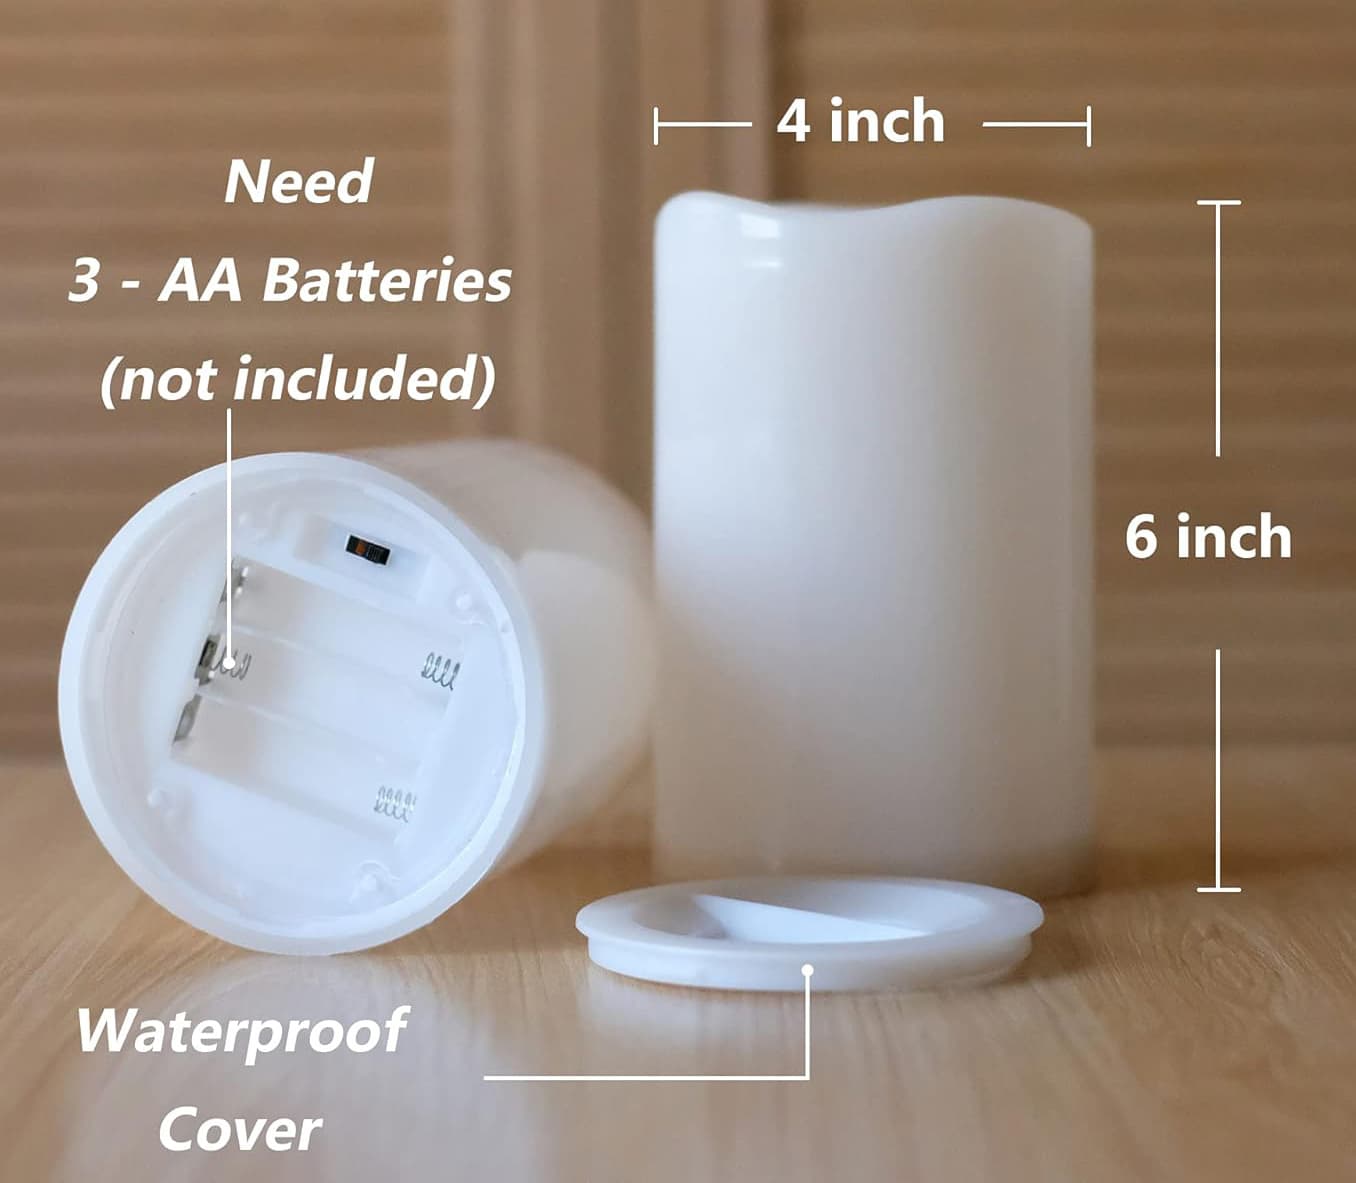 4 inch
Need
3 - AA Batteries
(not included)
6 inch
Waterproof
Cover